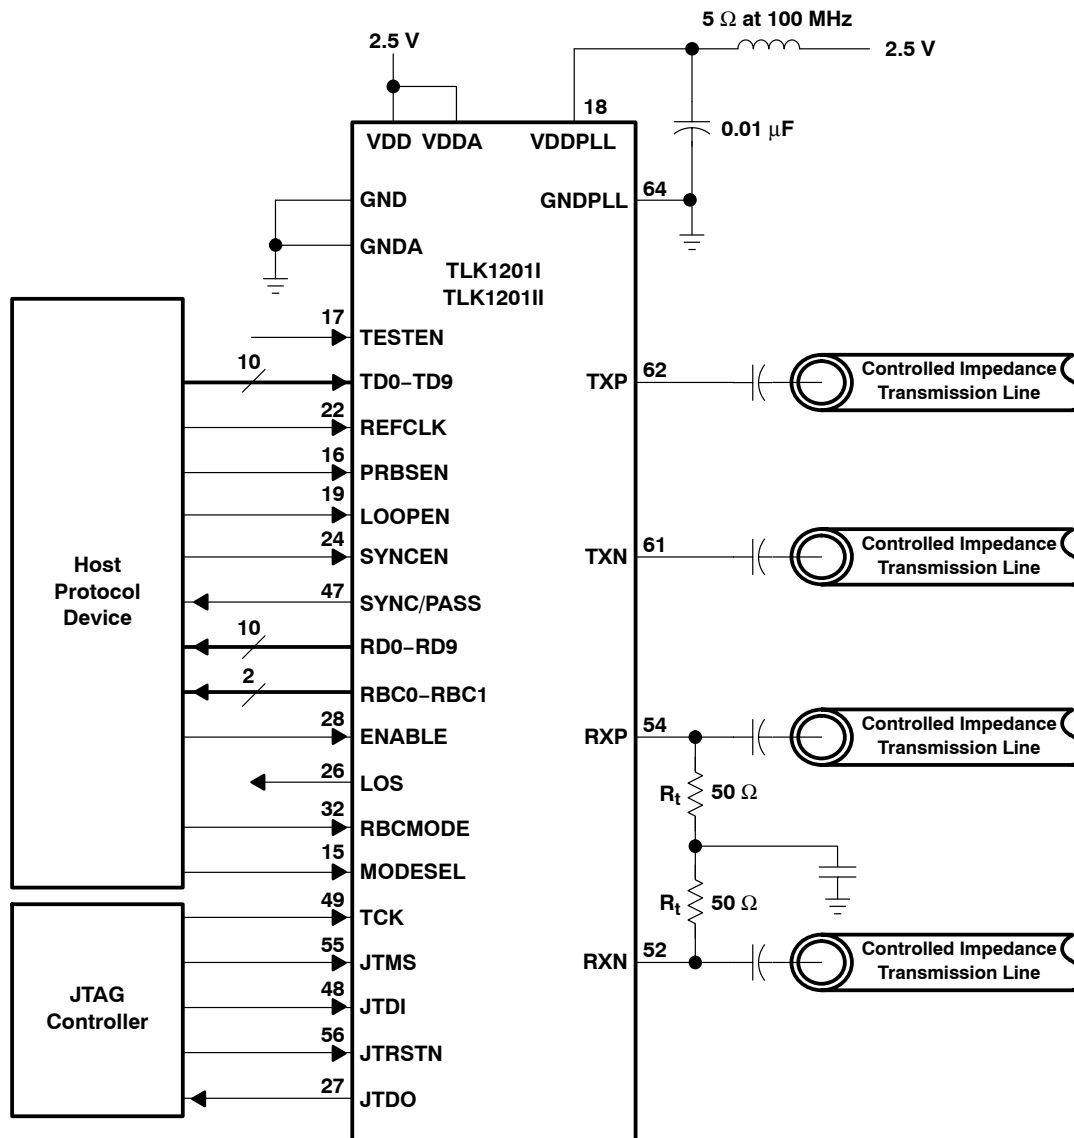 5 Ω at 100 MHz
2.5 V
2.5 V
18
0.01 μF
VDD VDDA VDDPLL
GND
GNDPLL
64
GNDA
TLK1201I
TLK1201II
17
TESTEN
10
TD0−TD9
TXP
62
Controlled Impedance
Transmission Line
22
REFCLK
16
PRBSEN
19
LOOPEN
24
SYNCEN
TXN
61
Controlled Impedance
Transmission Line
Host
Protocol
Device
47
SYNC/PASS
10
RD0−RD9
2
RBC0−RBC1
28
ENABLE
RXP
54
Controlled Impedance
Transmission Line
26
LOS
Rt
50 Ω
32
RBCMODE
15
MODESEL
Rt
50 Ω
49
TCK
55
JTMS
RXN
52
Controlled Impedance
Transmission Line
JTAG
Controller
48
JTDI
56
JTRSTN
27
JTDO